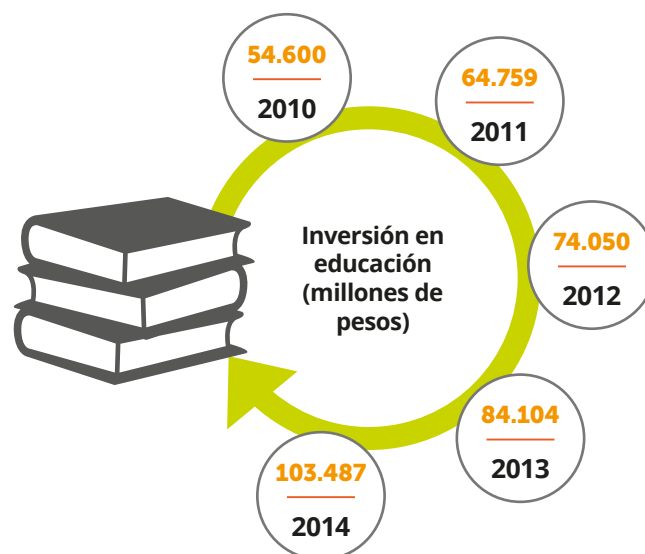 54.600
2010
64.759
2011
74.050
2012
84.104
2013
103.487
2014
Inversión en
educación
(millones de
pesos)